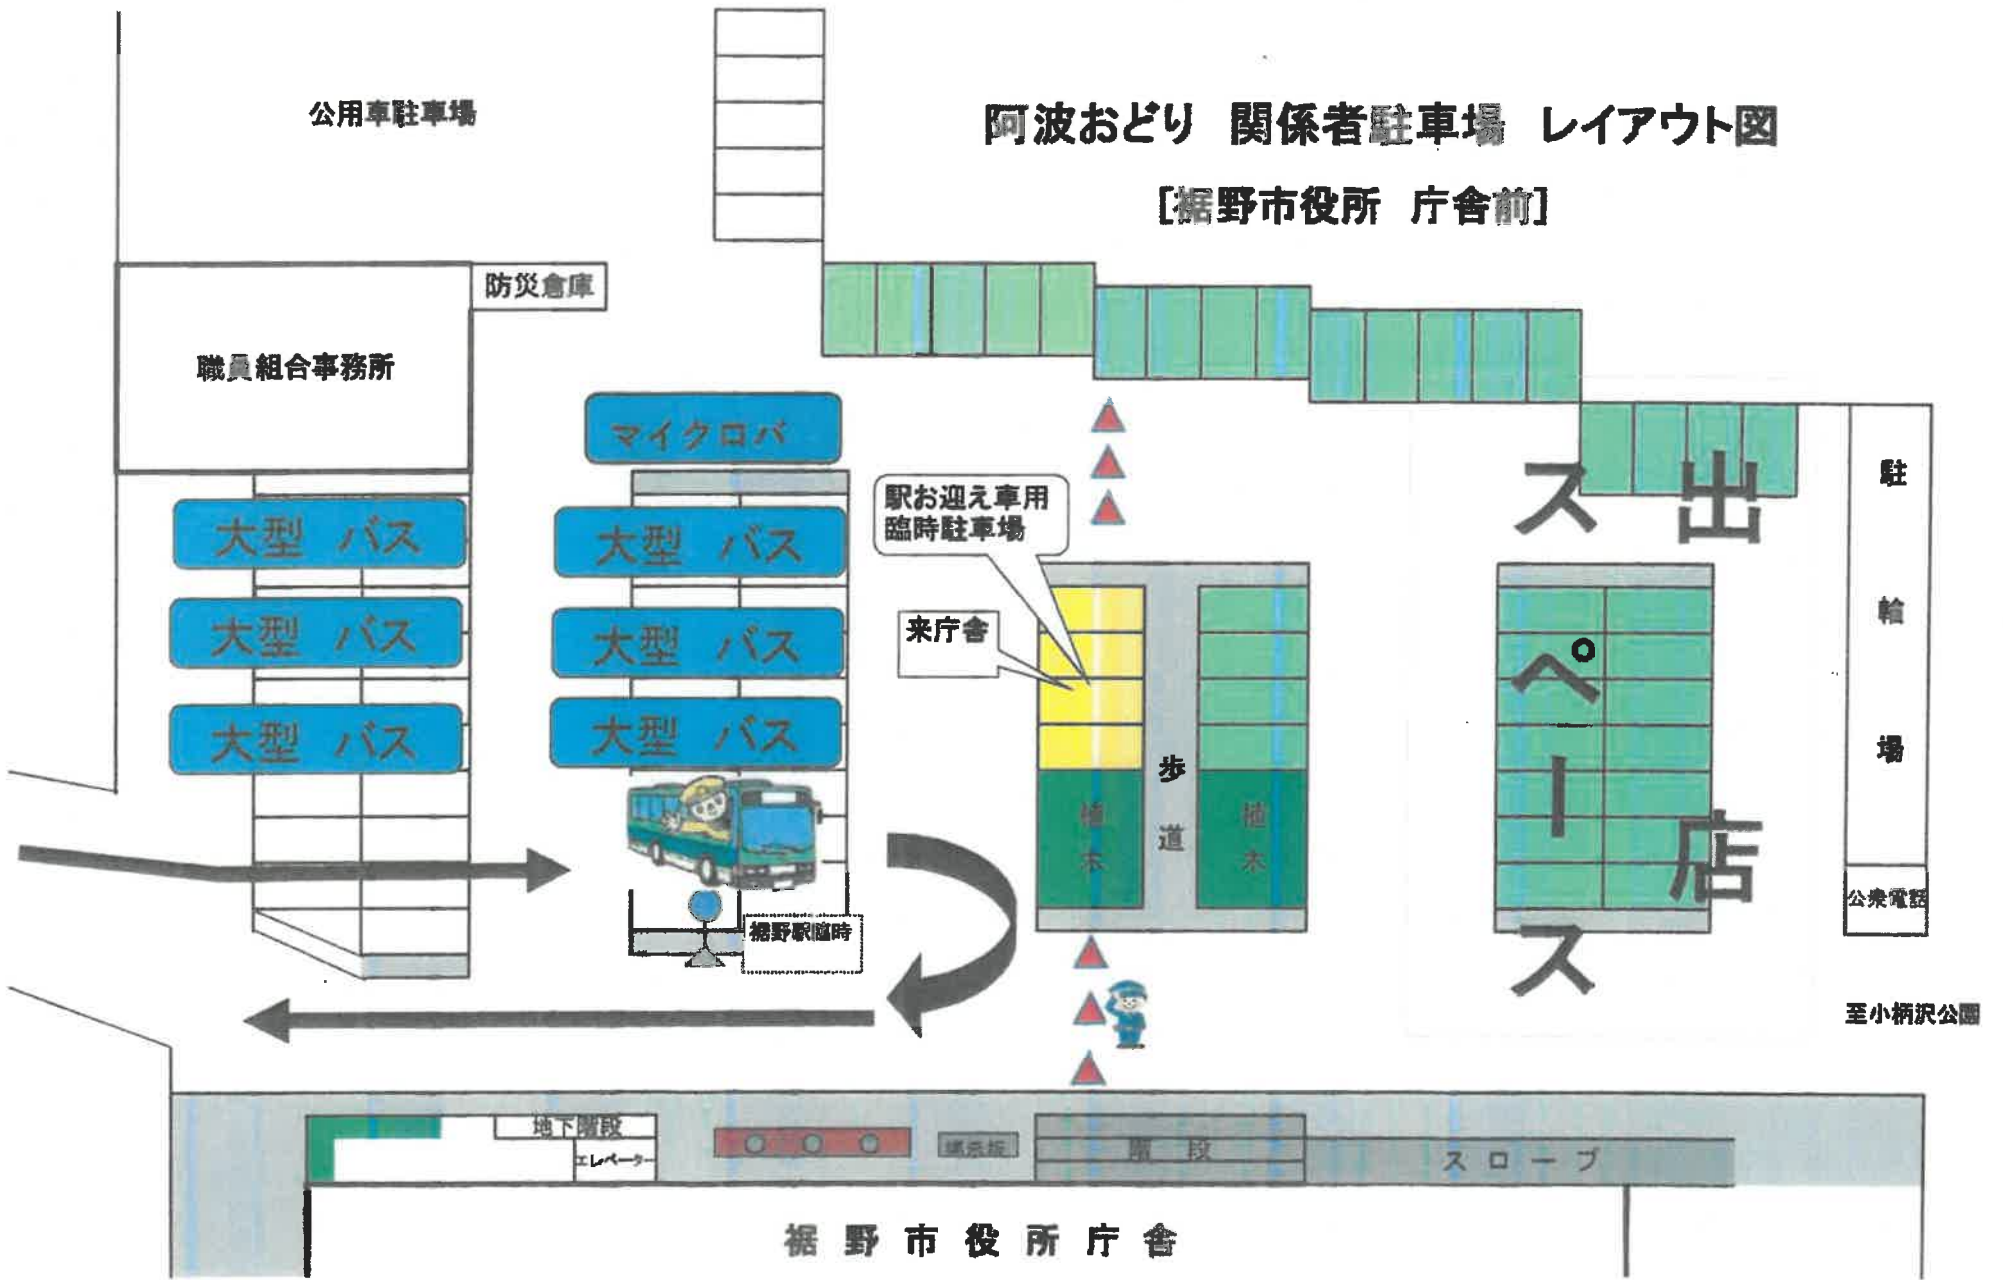 公用車駐車場
阿波おどり 関係者駐車場 レイアウト図
[裾野市役所 庁舎前]
防災倉庫
職員組合事務所
マイクロバ
大型 バス
大型 バス
大型 バス
大型 バス
大型 バス
大型 バス
駅お迎え車用
臨時駐車場
来庁舎
歩道
植木
植木
裾野駅臨時
出店
スペース
駐輪場
公衆電話
至小柄沢公園
地下階段
エレベーター
掲示板
階段
スロープ
裾野市役所庁舎